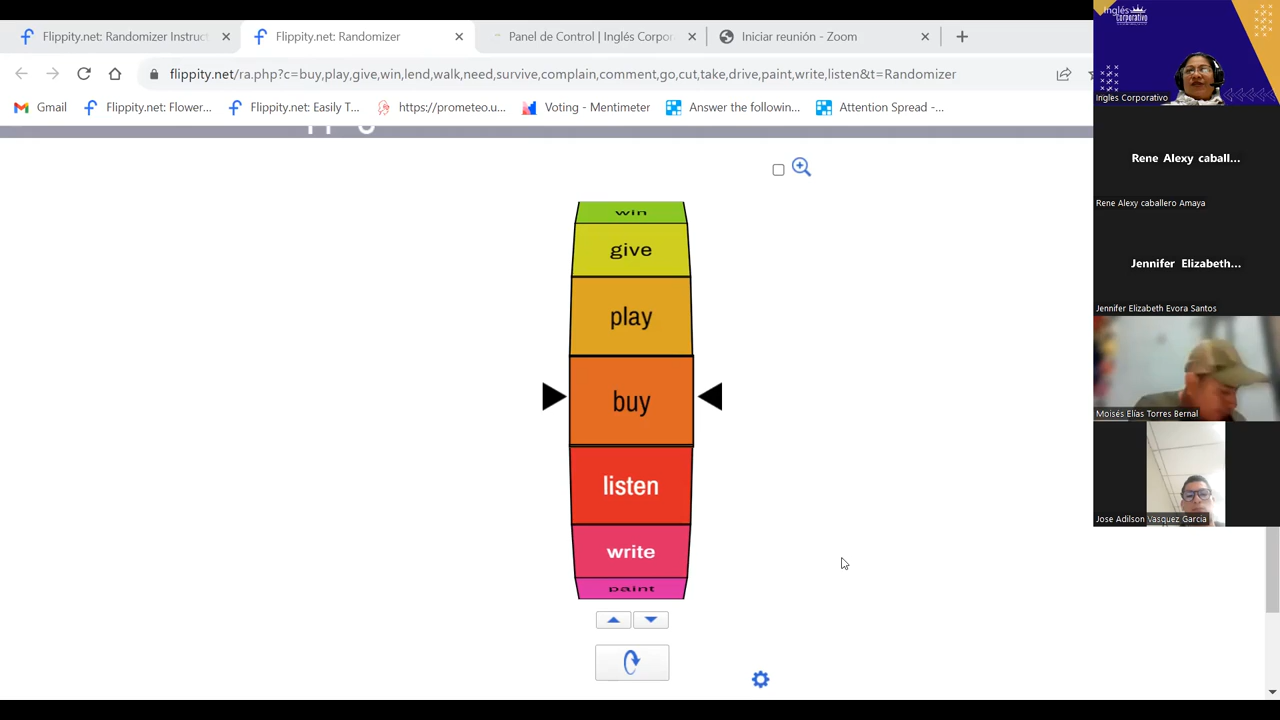 Flippity.net: Randomizer Instruct
Flippity.net: Randomizer
Panel de Control | Inglés Corpor
Iniciar reunión - Zoom
flippity.net/ra.php?c=buy,play,give,win,lend,walk,need,survive,complain,comment,go,cut,take,drive,paint,write,listen&t=Randomizer
Gmail
Flippity.net: Flower...
Flippity.net: Easily T...
https://prometeo.u...
Voting - Mentimeter
Answer the followin...
Attention Spread -...
win
give
play
buy
listen
write
paint
Inglés
Corporativo
Ingles Corporativo
Rene Alexy caball...
Rene Alexy caballero Amaya
Jennifer Elizabeth...
Jennifer Elizabeth Evora Santos
Moisés Elías Torres Bernal
Jose Adilson Vasquez Garcia